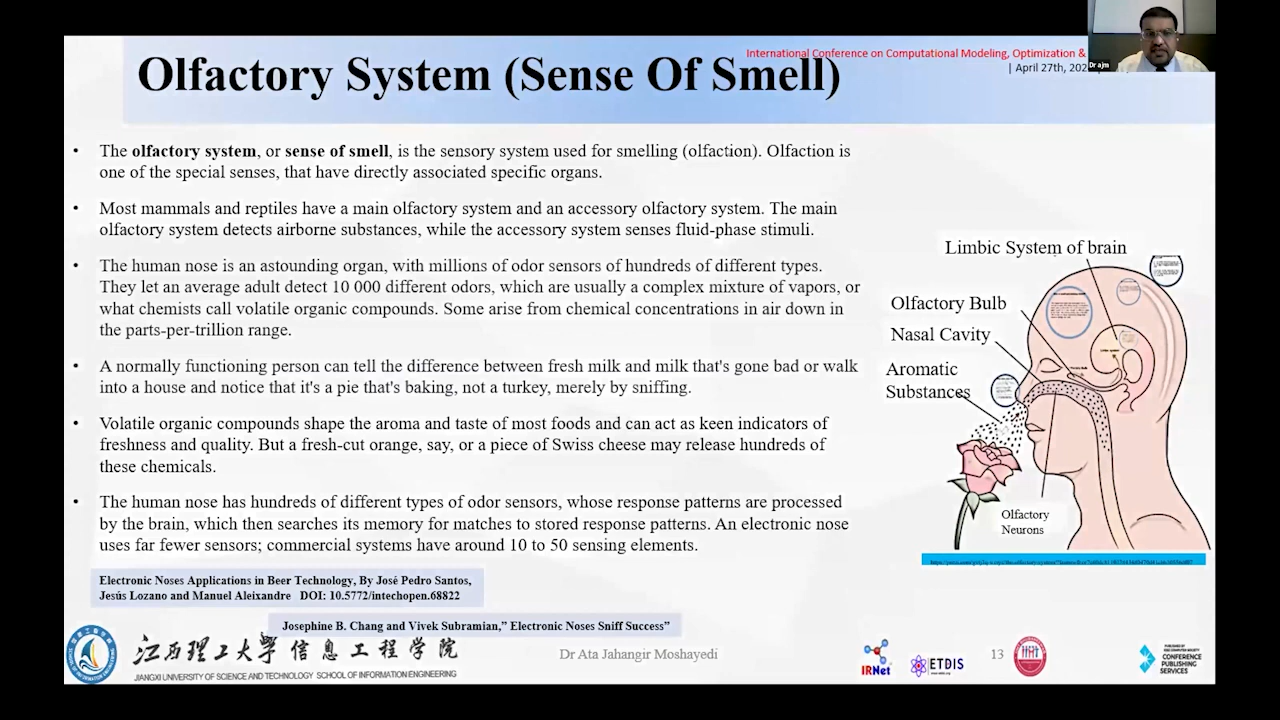 International Conference on Computational Modeling, Optimization &
| April 27th, 202
Dr ajm
Olfactory System (Sense Of Smell)
• The olfactory system, or sense of smell, is the sensory system used for smelling (olfaction). Olfaction is
one of the special senses, that have directly associated specific organs.
• Most mammals and reptiles have a main olfactory system and an accessory olfactory system. The main
olfactory system detects airborne substances, while the accessory system senses fluid-phase stimuli.
• The human nose is an astounding organ, with millions of odor sensors of hundreds of different types.
They let an average adult detect 10 000 different odors, which are usually a complex mixture of vapors, or
what chemists call volatile organic compounds. Some arise from chemical concentrations in air down in
the parts-per-trillion range.
• A normally functioning person can tell the difference between fresh milk and milk that's gone bad or walk
into a house and notice that it's a pie that's baking, not a turkey, merely by sniffing.
• Volatile organic compounds shape the aroma and taste of most foods and can act as keen indicators of
freshness and quality. But a fresh-cut orange, say, or a piece of Swiss cheese may release hundreds of
these chemicals.
• The human nose has hundreds of different types of odor sensors, whose response patterns are processed
by the brain, which then searches its memory for matches to stored response patterns. An electronic nose
uses far fewer sensors; commercial systems have around 10 to 50 sensing elements.
Limbic System of brain
Olfactory Bulb
Nasal Cavity
Aromatic
Substances
Olfactory
Neurons
Electronic Noses Applications in Beer Technology, By José Pedro Santos,
Jesús Lozano and Manuel Aleixandre DOI: 10.5772/intechopen.68822
Josephine B. Chang and Vivek Subramian,” Electronic Noses Sniff Success”
江西理工大學 信息工程学院
JIANGXI UNIVERSITY OF SCIENCE AND TECHNOLOGY SCHOOL OF INFORMATION ENGINEERING
Dr Ata Jahangir Moshayedi
IRNet
ETDIS
13
CONFERENCE
PUBLISHING
SERVICES